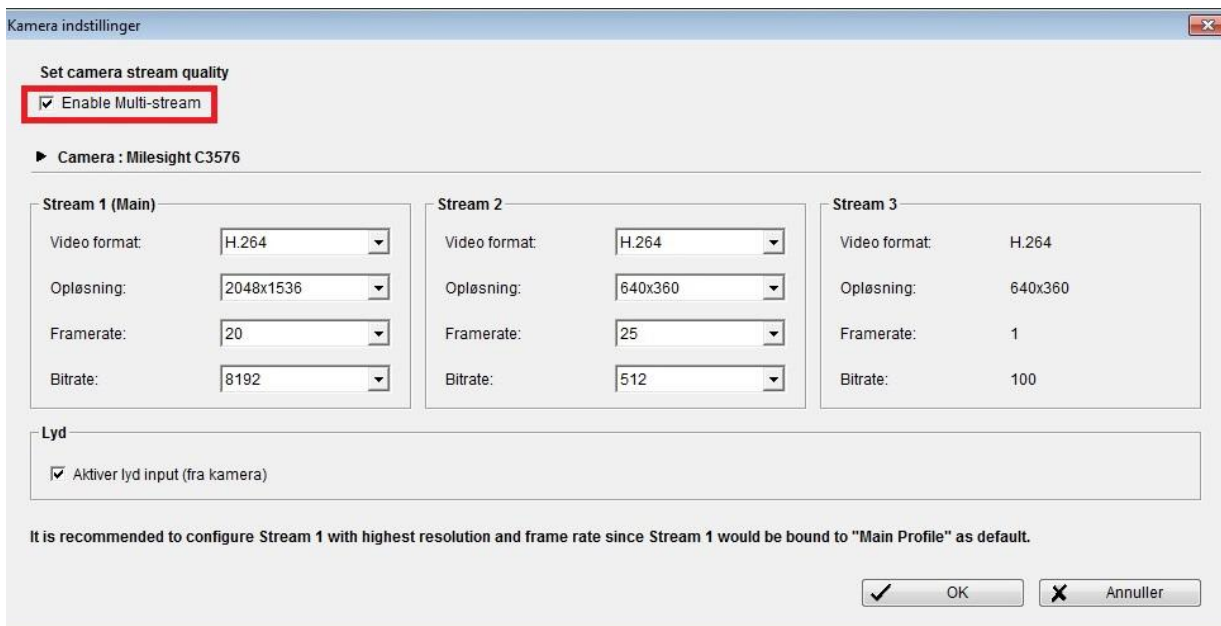 Kamera indstillinger
Set camera stream quality
Enable Multi-stream
Camera : Milesight C3576
Stream 1 (Main)
Video format: H.264
Opløsning: 2048x1536
Framerate: 20
Bitrate: 8192
Stream 2
Video format: H.264
Opløsning: 640x360
Framerate: 25
Bitrate: 512
Stream 3
Video format: H.264
Opløsning: 640x360
Framerate: 1
Bitrate: 100
Lyd
Aktiver lyd input (fra kamera)
It is recommended to configure Stream 1 with highest resolution and frame rate since Stream 1 would be bound to "Main Profile" as default.
OK
Annuller